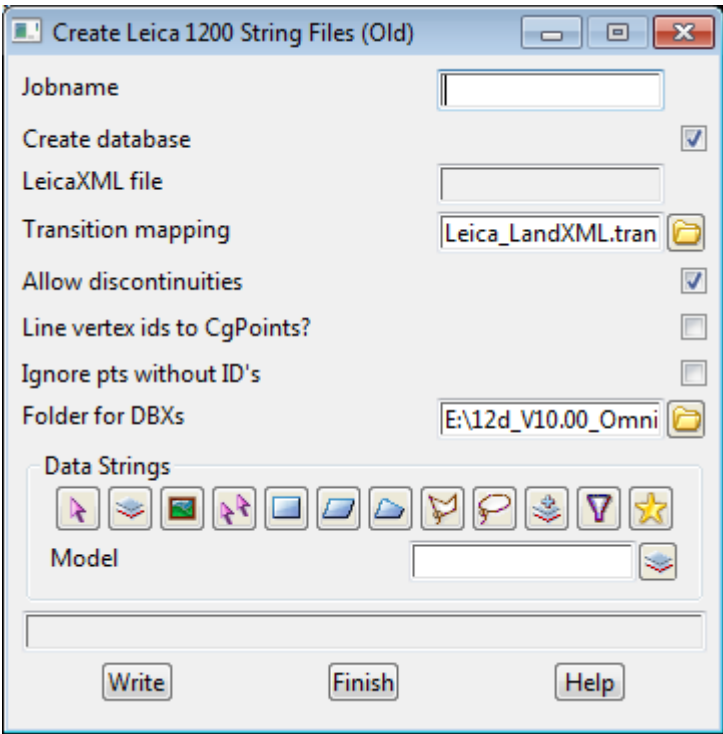 Create Leica 1200 String Files (Old)
Jobname
Create database
LeicaXML file
Transition mapping Leica_LandXML.tran
Allow discontinuities
Line vertex ids to CgPoints?
Ignore pts without ID's
Folder for DBXs E:\12d_V10.00_Omni
Data Strings
Model
Write Finish Help